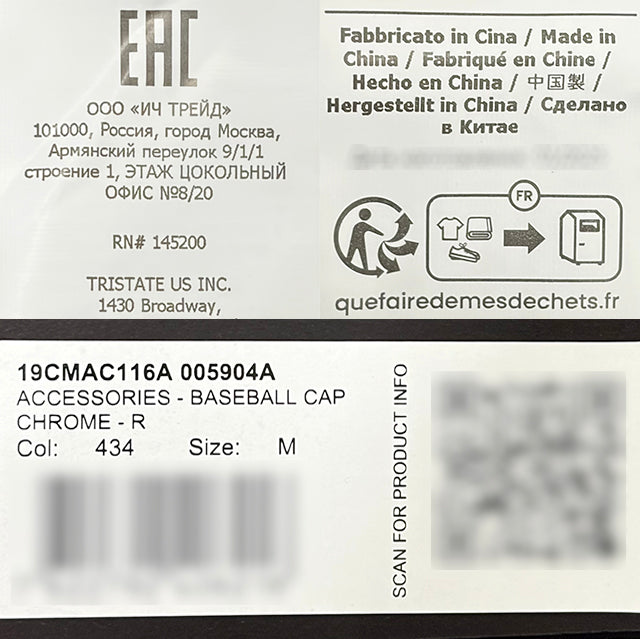 EAC
ООО «ИЧ ТРЕЙД»
101000, Россия, город Москва,
Армянский переулок 9/1/1
строение 1, ЭТАЖ ЦОКОЛЬНЫЙ
ОФИС №8/20
RN# 145200
TRISTATE US INC.
1430 Broadway,
Fabbricato in Cina / Made in
China / Fabriqué en Chine /
Hecho en China / 中国製 /
Hergestellt in China / Сделано
в Китае
FR
quefairedemesdechets.fr
19CMAC116A 005904A
ACCESSORIES - BASEBALL CAP
CHROME - R
Col: 434 Size: M
SCAN FOR PRODUCT INFO